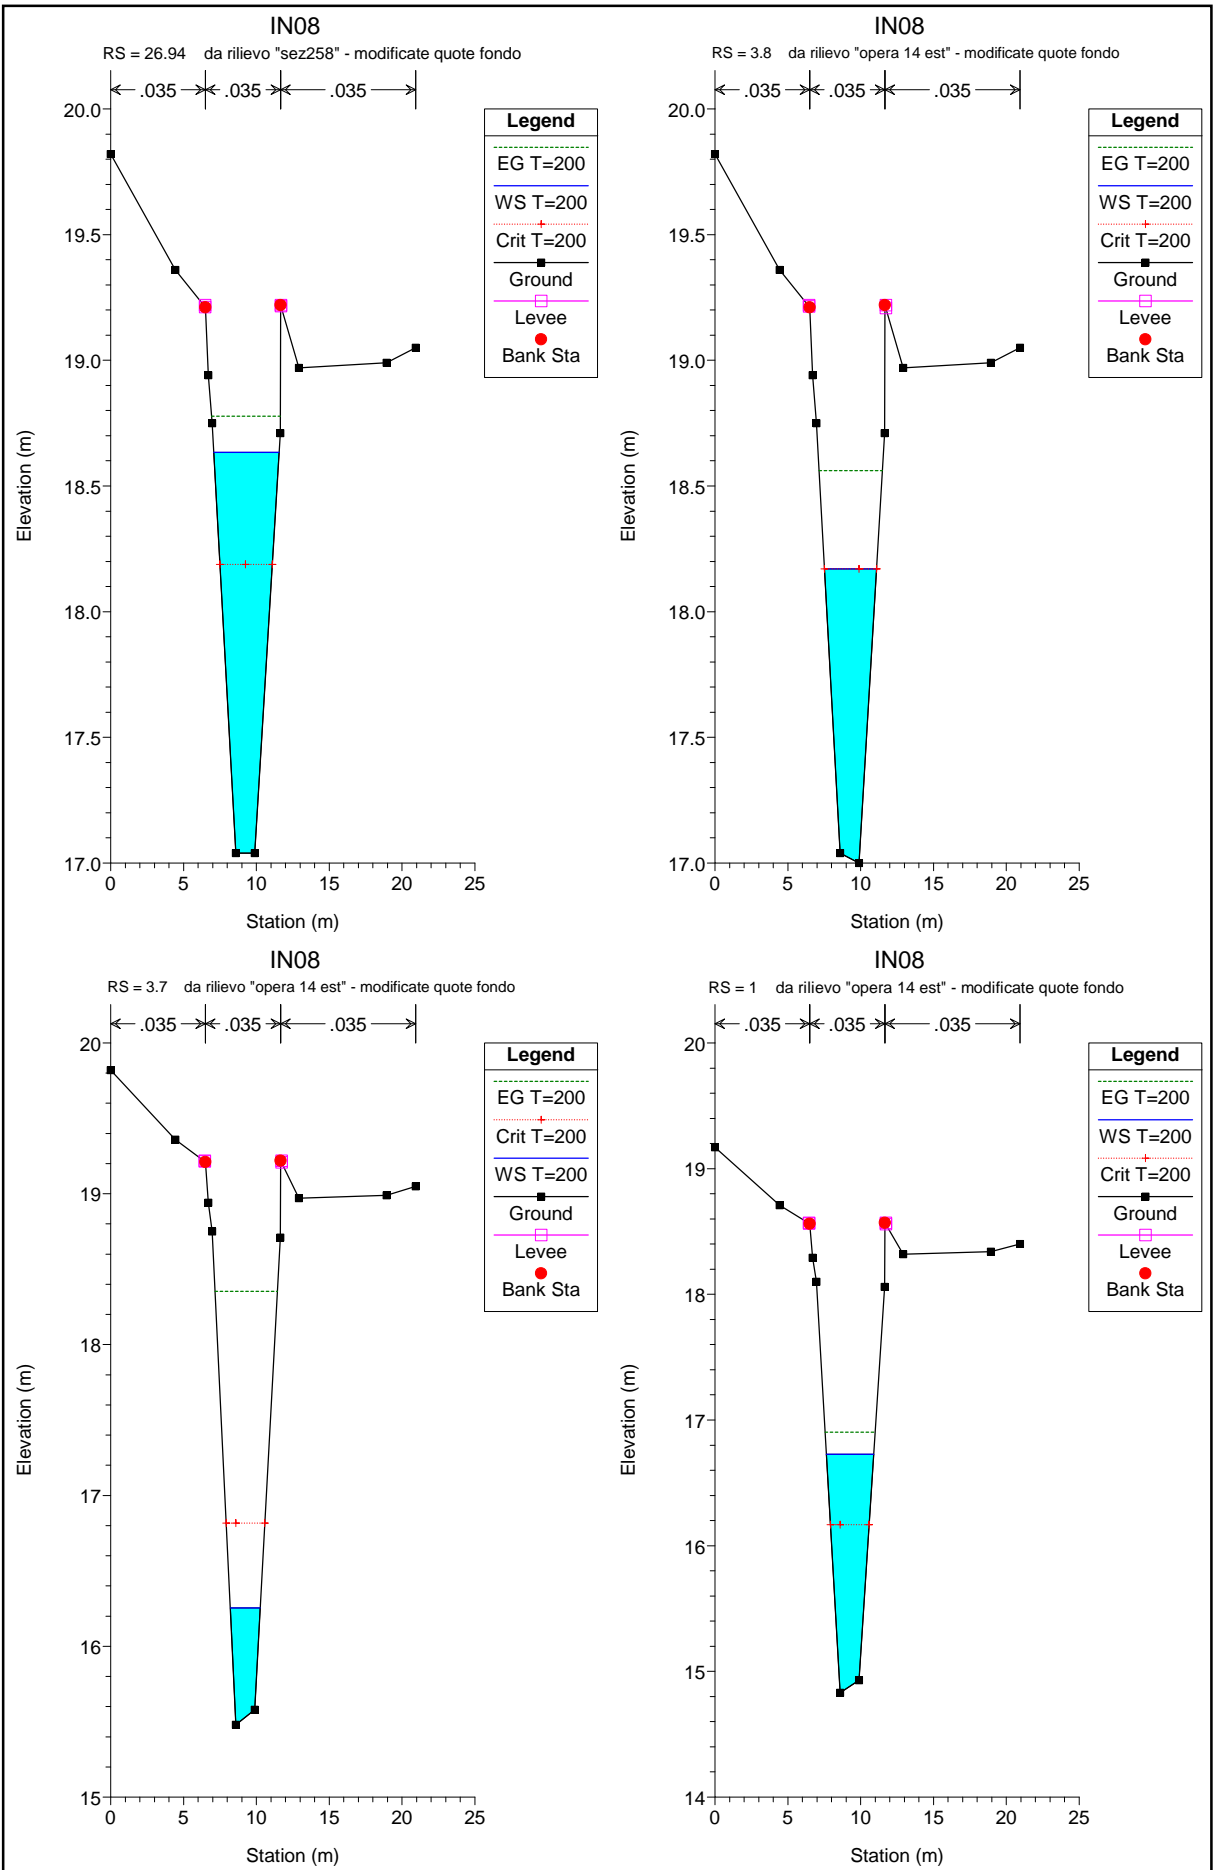 IN08
RS = 26.94 da rilievo "sez258" - modificate quote fondo
.035 .035 .035
20.0
19.5
19.0
18.5
18.0
17.5
17.0
Elevation (m)
0 5 10 15 20 25
Station (m)
Legend
EG T=200
WS T=200
Crit T=200
Ground
Levee
Bank Sta
IN08
RS = 3.8 da rilievo "opera 14 est" - modificate quote fondo
.035 .035 .035
20.0
19.5
19.0
18.5
18.0
17.5
17.0
Elevation (m)
0 5 10 15 20 25
Station (m)
Legend
EG T=200
WS T=200
Crit T=200
Ground
Levee
Bank Sta
IN08
RS = 3.7 da rilievo "opera 14 est" - modificate quote fondo
.035 .035 .035
20
19
18
17
16
15
Elevation (m)
0 5 10 15 20 25
Station (m)
Legend
EG T=200
Crit T=200
WS T=200
Ground
Levee
Bank Sta
IN08
RS = 1 da rilievo "opera 14 est" - modificate quote fondo
.035 .035 .035
20
19
18
17
16
15
14
Elevation (m)
0 5 10 15 20 25
Station (m)
Legend
EG T=200
WS T=200
Crit T=200
Ground
Levee
Bank Sta